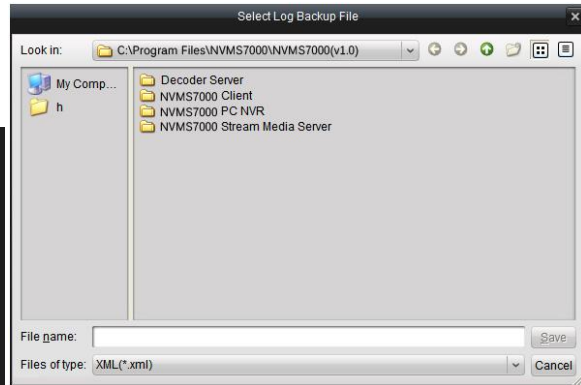 Select Log Backup File
Look in: C:\Program Files\NVMS7000\NVMS7000(v1.0)
My Comp...
h
Decoder Server
NVMS7000 Client
NVMS7000 PC NVR
NVMS7000 Stream Media Server
File name: Save
Files of type: XML(*.xml) Cancel